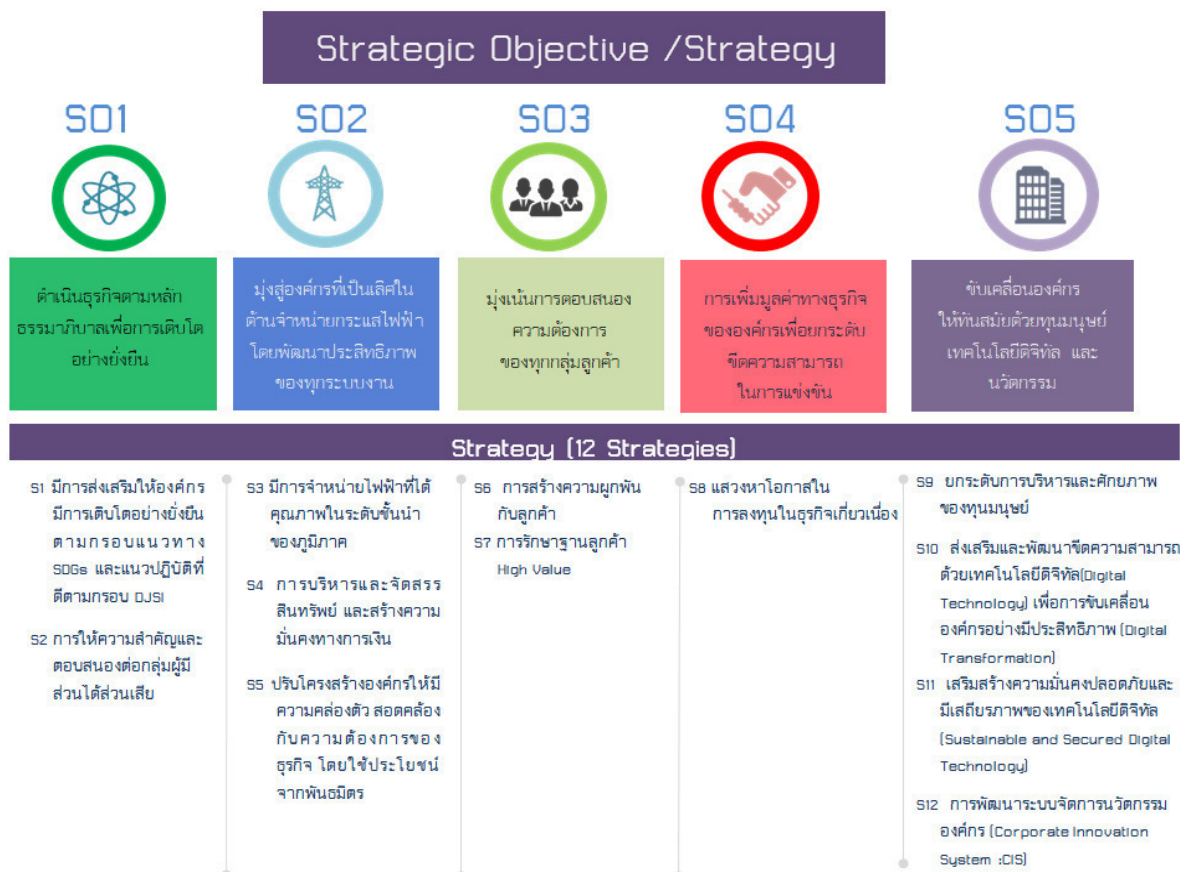 Strategic Objective /Strategy
SO1
SO2
SO3
SO4
SO5
ดำเนินธุรกิจตามหลัก
ธรรมาภิบาลเพื่อการเติบโต
อย่างยั่งยืน
มุ่งสู่องค์กรที่เป็นเลิศใน
ด้านจำหน่ายกระแสไฟฟ้า
โดยพัฒนาประสิทธิภาพ
ของทุกระบบงาน
มุ่งเน้นการตอบสนอง
ความต้องการ
ของทุกกลุ่มลูกค้า
การเพิ่มมูลค่าทางธุรกิจ
ขององค์กรเพื่อยกระดับ
ขีดความสามารถ
ในการแข่งขัน
ขับเคลื่อนองค์กร
ให้ทันสมัยด้วยทุนมนุษย์
เทคโนโลยีดิจิทัล และ
นวัตกรรม
Strategy (12 Strategies)
S1 มีการส่งเสริมให้องค์กร
มีการเติบโตอย่างยั่งยืน
ตามกรอบแนวทาง
SDGs และแนวปฏิบัติที่
ดีตามกรอบ DJSI
S2 การให้ความสำคัญและ
ตอบสนองต่อกลุ่มผู้มี
ส่วนได้ส่วนเสีย
S3 มีการจำหน่ายไฟฟ้าที่ได้
คุณภาพในระดับชั้นนำ
ของภูมิภาค
S4 การบริหารและจัดสรร
สินทรัพย์ และสร้างความ
มั่นคงทางการเงิน
S5 ปรับโครงสร้างองค์กรให้มี
ความคล่องตัว สอดคล้อง
กับความต้องการของ
ธุรกิจ โดยใช้ประโยชน์
จากพันธมิตร
S6 การสร้างความผูกพัน
กับลูกค้า
S7 การรักษาฐานลูกค้า
High Value
S8 แสวงหาโอกาสใน
การลงทุนในธุรกิจเกี่ยวเนื่อง
S9 ยกระดับการบริหารและศักยภาพ
ของทุนมนุษย์
S10 ส่งเสริมและพัฒนาขีดความสามารถ
ด้วยเทคโนโลยีดิจิทัล(Digital
Technology) เพื่อการขับเคลื่อน
องค์กรอย่างมีประสิทธิภาพ (Digital
Transformation)
S11 เสริมสร้างความมั่นคงปลอดภัยและ
มีเสถียรภาพของเทคโนโลยีดิจิทัล
(Sustainable and Secured Digital
Technology)
S12 การพัฒนาระบบจัดการนวัตกรรม
องค์กร (Corporate Innovation
System :CIS)